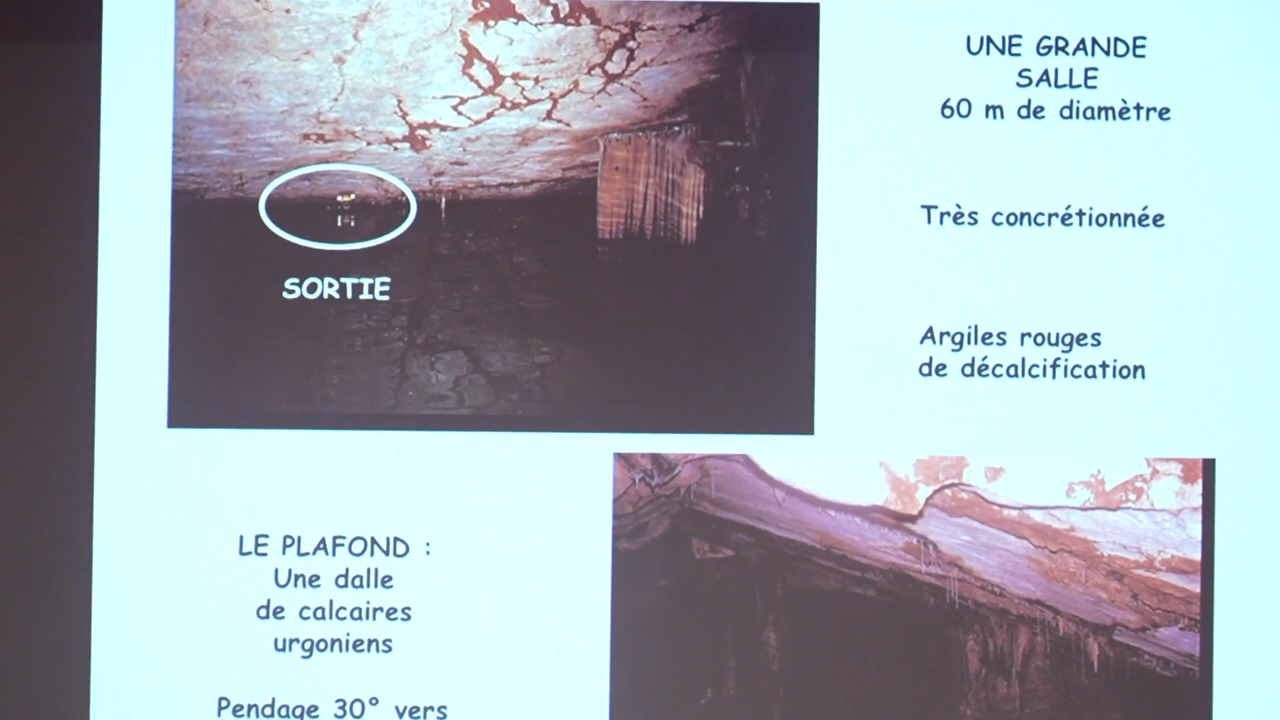 UNE GRANDE
SALLE
60 m de diamètre
Très concrétionnée
Argiles rouges
de décalcification
SORTIE
LE PLAFOND :
Une dalle
de calcaires
urgoniens
Pendage 30° vers